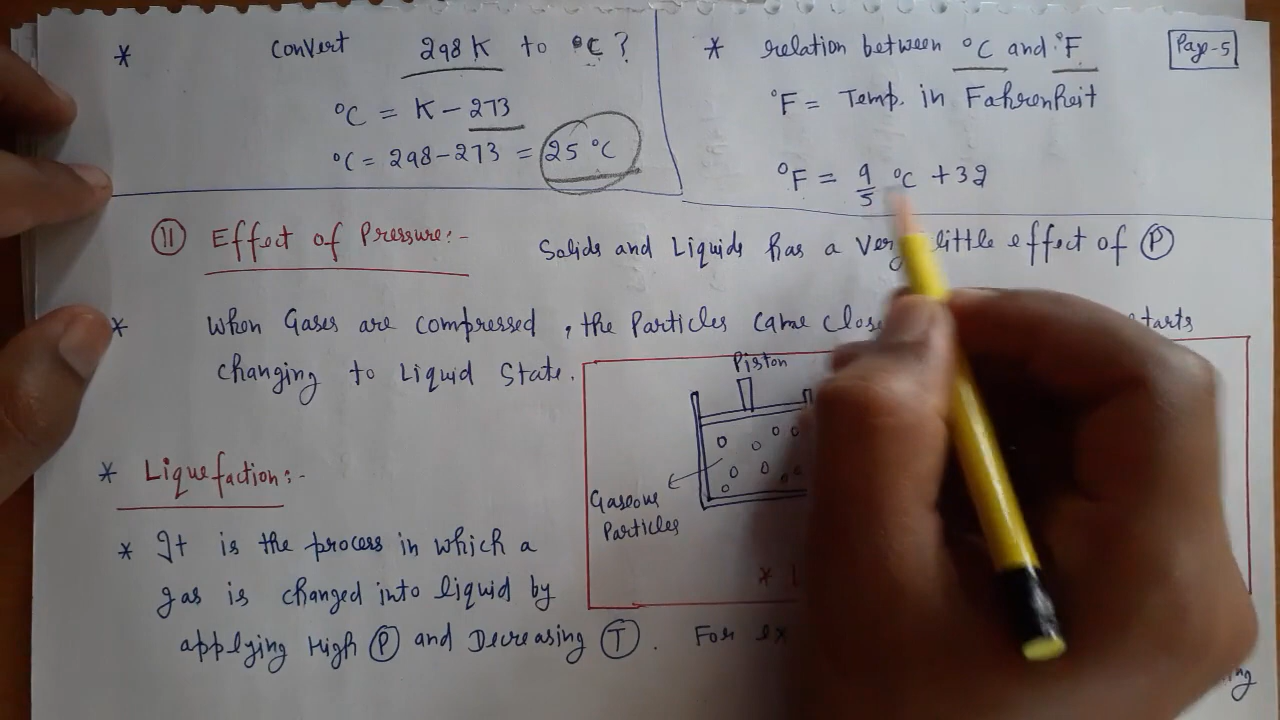 * Convert 298 K to °C ?
°C = K - 273
°C = 298 - 273 = 25 °C
* relation between °C and °F
Page-5
°F = Temp. in Fahrenheit
°F = 9/5 °C + 32
11 Effect of Pressure:- Solids and Liquids has a very little effect of P
* When Gases are compressed, the Particles came
changing to Liquid State.
Piston
Gaseous
Particles
* Liquefaction:-
* It is the process in which a
gas is changed into liquid by
applying High P and Decreasing T. For ex